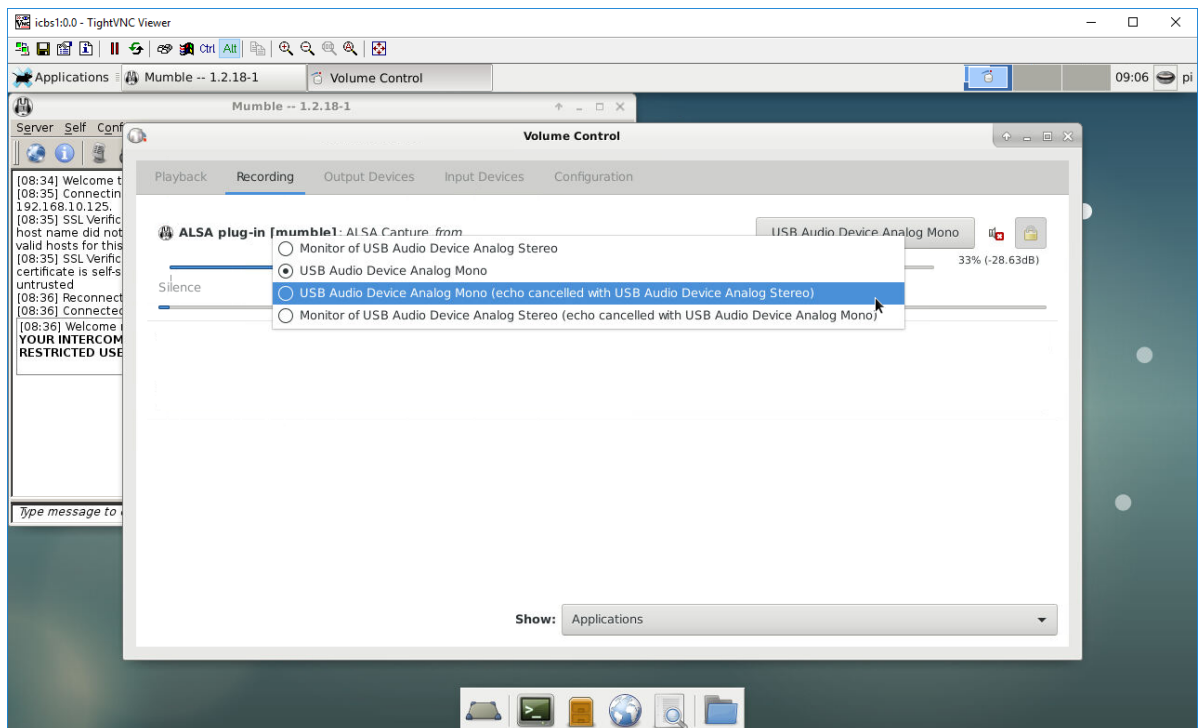 icbs1:0.0 - TightVNC Viewer
Ctrl Alt
Applications Mumble -- 1.2.18-1 Volume Control 09:06 pi
Mumble -- 1.2.18-1
Server Self Conf
Volume Control
Playback Recording Output Devices Input Devices Configuration
[08:34] Welcome t
[08:35] Connectin
192.168.10.125.
[08:35] SSL Verific
host name did not
valid hosts for this
[08:35] SSL Verific
certificate is self-s
untrusted
[08:36] Reconnect
[08:36] Connected
[08:36] Welcome
YOUR INTERCOM
RESTRICTED USE
Type message to
ALSA plug-in [mumble]: ALSA Capture from
USB Audio Device Analog Mono
33% (-28.63dB)
Silence
Monitor of USB Audio Device Analog Stereo
USB Audio Device Analog Mono
USB Audio Device Analog Mono (echo cancelled with USB Audio Device Analog Stereo)
Monitor of USB Audio Device Analog Stereo (echo cancelled with USB Audio Device Analog Mono)
Show: Applications